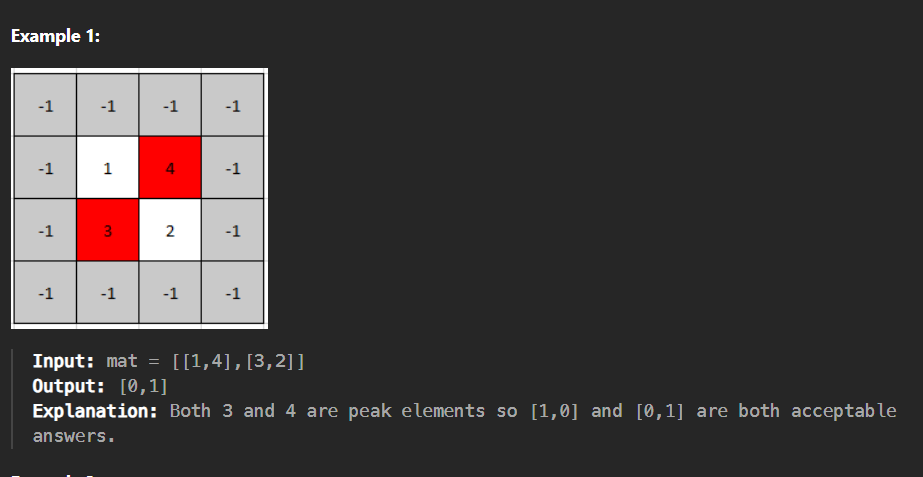 Example 1:
-1 -1 -1 -1
-1 1 4 -1
-1 3 2 -1
-1 -1 -1 -1
Input: mat = [[1,4],[3,2]]
Output: [0,1]
Explanation: Both 3 and 4 are peak elements so [1,0] and [0,1] are both acceptable
answers.